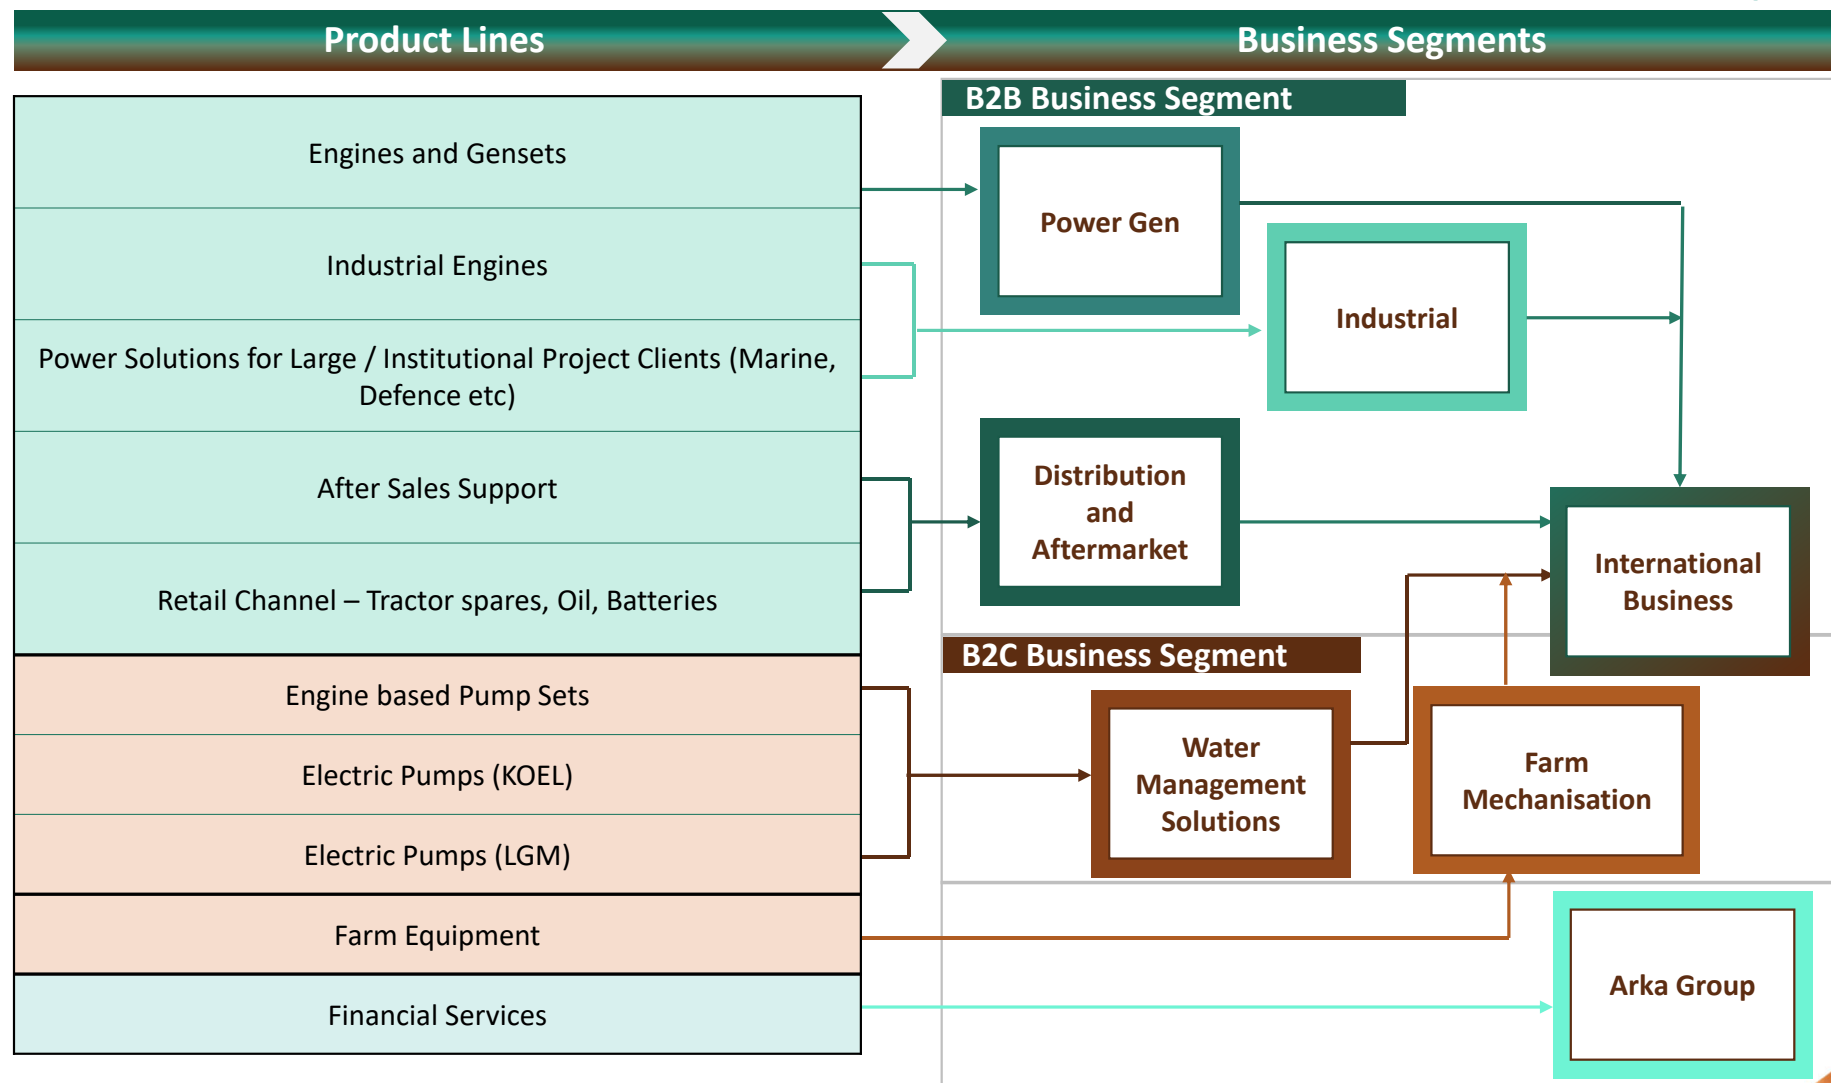 Product Lines
Business Segments
Engines and Gensets
Industrial Engines
Power Solutions for Large / Institutional Project Clients (Marine,
Defence etc)
After Sales Support
Retail Channel – Tractor spares, Oil, Batteries
Engine based Pump Sets
Electric Pumps (KOEL)
Electric Pumps (LGM)
Farm Equipment
Financial Services
B2B Business Segment
Power Gen
Industrial
Distribution
and
Aftermarket
International
Business
B2C Business Segment
Water
Management
Solutions
Farm
Mechanisation
Arka Group